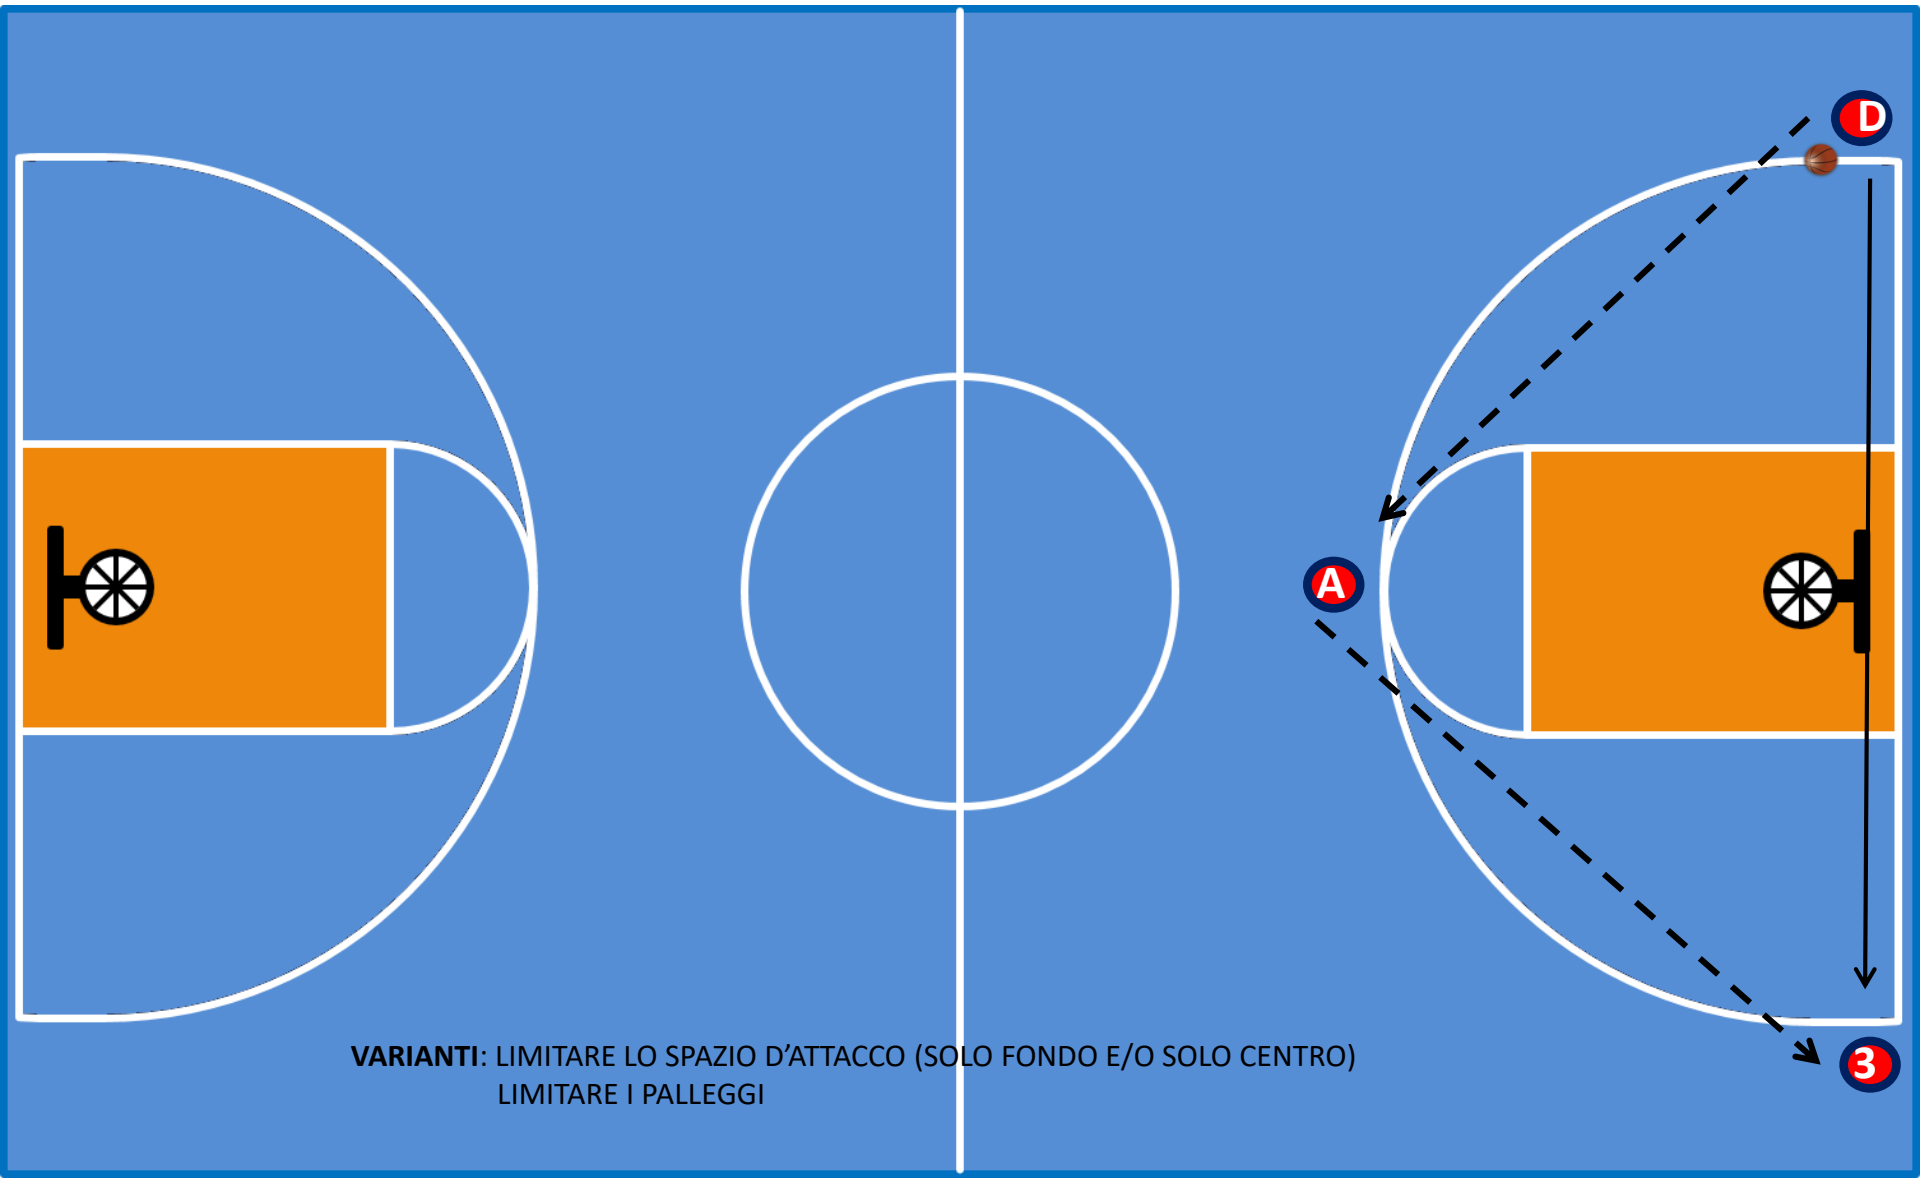 D
A
VARIANTI: LIMITARE LO SPAZIO D’ATTACCO (SOLO FONDO E/O SOLO CENTRO)
LIMITARE I PALLEGGI
3